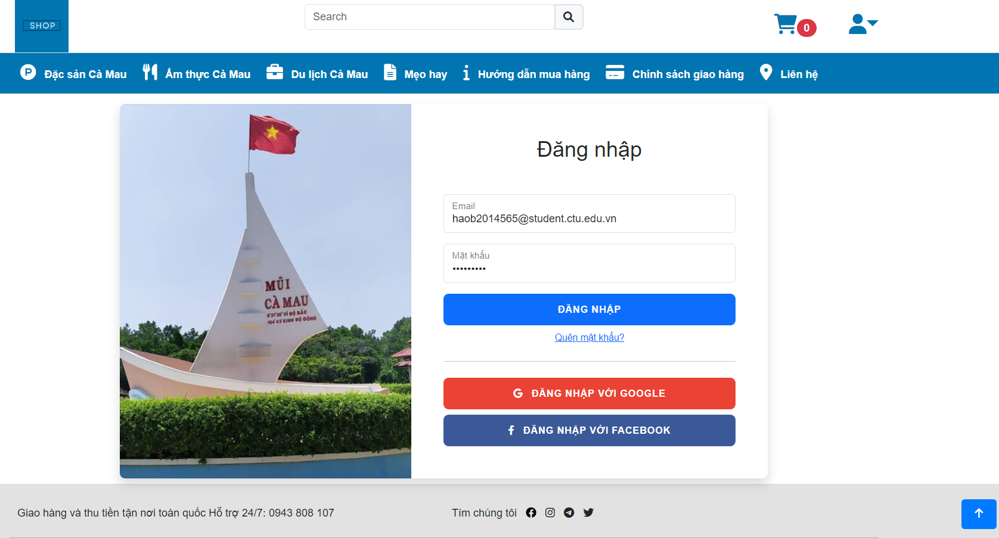 SHOP
Search
0
Đặc sản Cà Mau
Ẩm thực Cà Mau
Du lịch Cà Mau
Mẹo hay
Hướng dẫn mua hàng
Chính sách giao hàng
Liên hệ
MŨI
CÀ MAU
8°37'30" VĨ ĐỘ BẮC
104°43' KINH ĐỘ ĐÔNG
Đăng nhập
Email
haob2014565@student.ctu.edu.vn
Mật khẩu
•••••••••
ĐĂNG NHẬP
Quên mật khẩu?
ĐĂNG NHẬP VỚI GOOGLE
ĐĂNG NHẬP VỚI FACEBOOK
Giao hàng và thu tiền tận nơi toàn quốc Hỗ trợ 24/7: 0943 808 107
Tìm chúng tôi